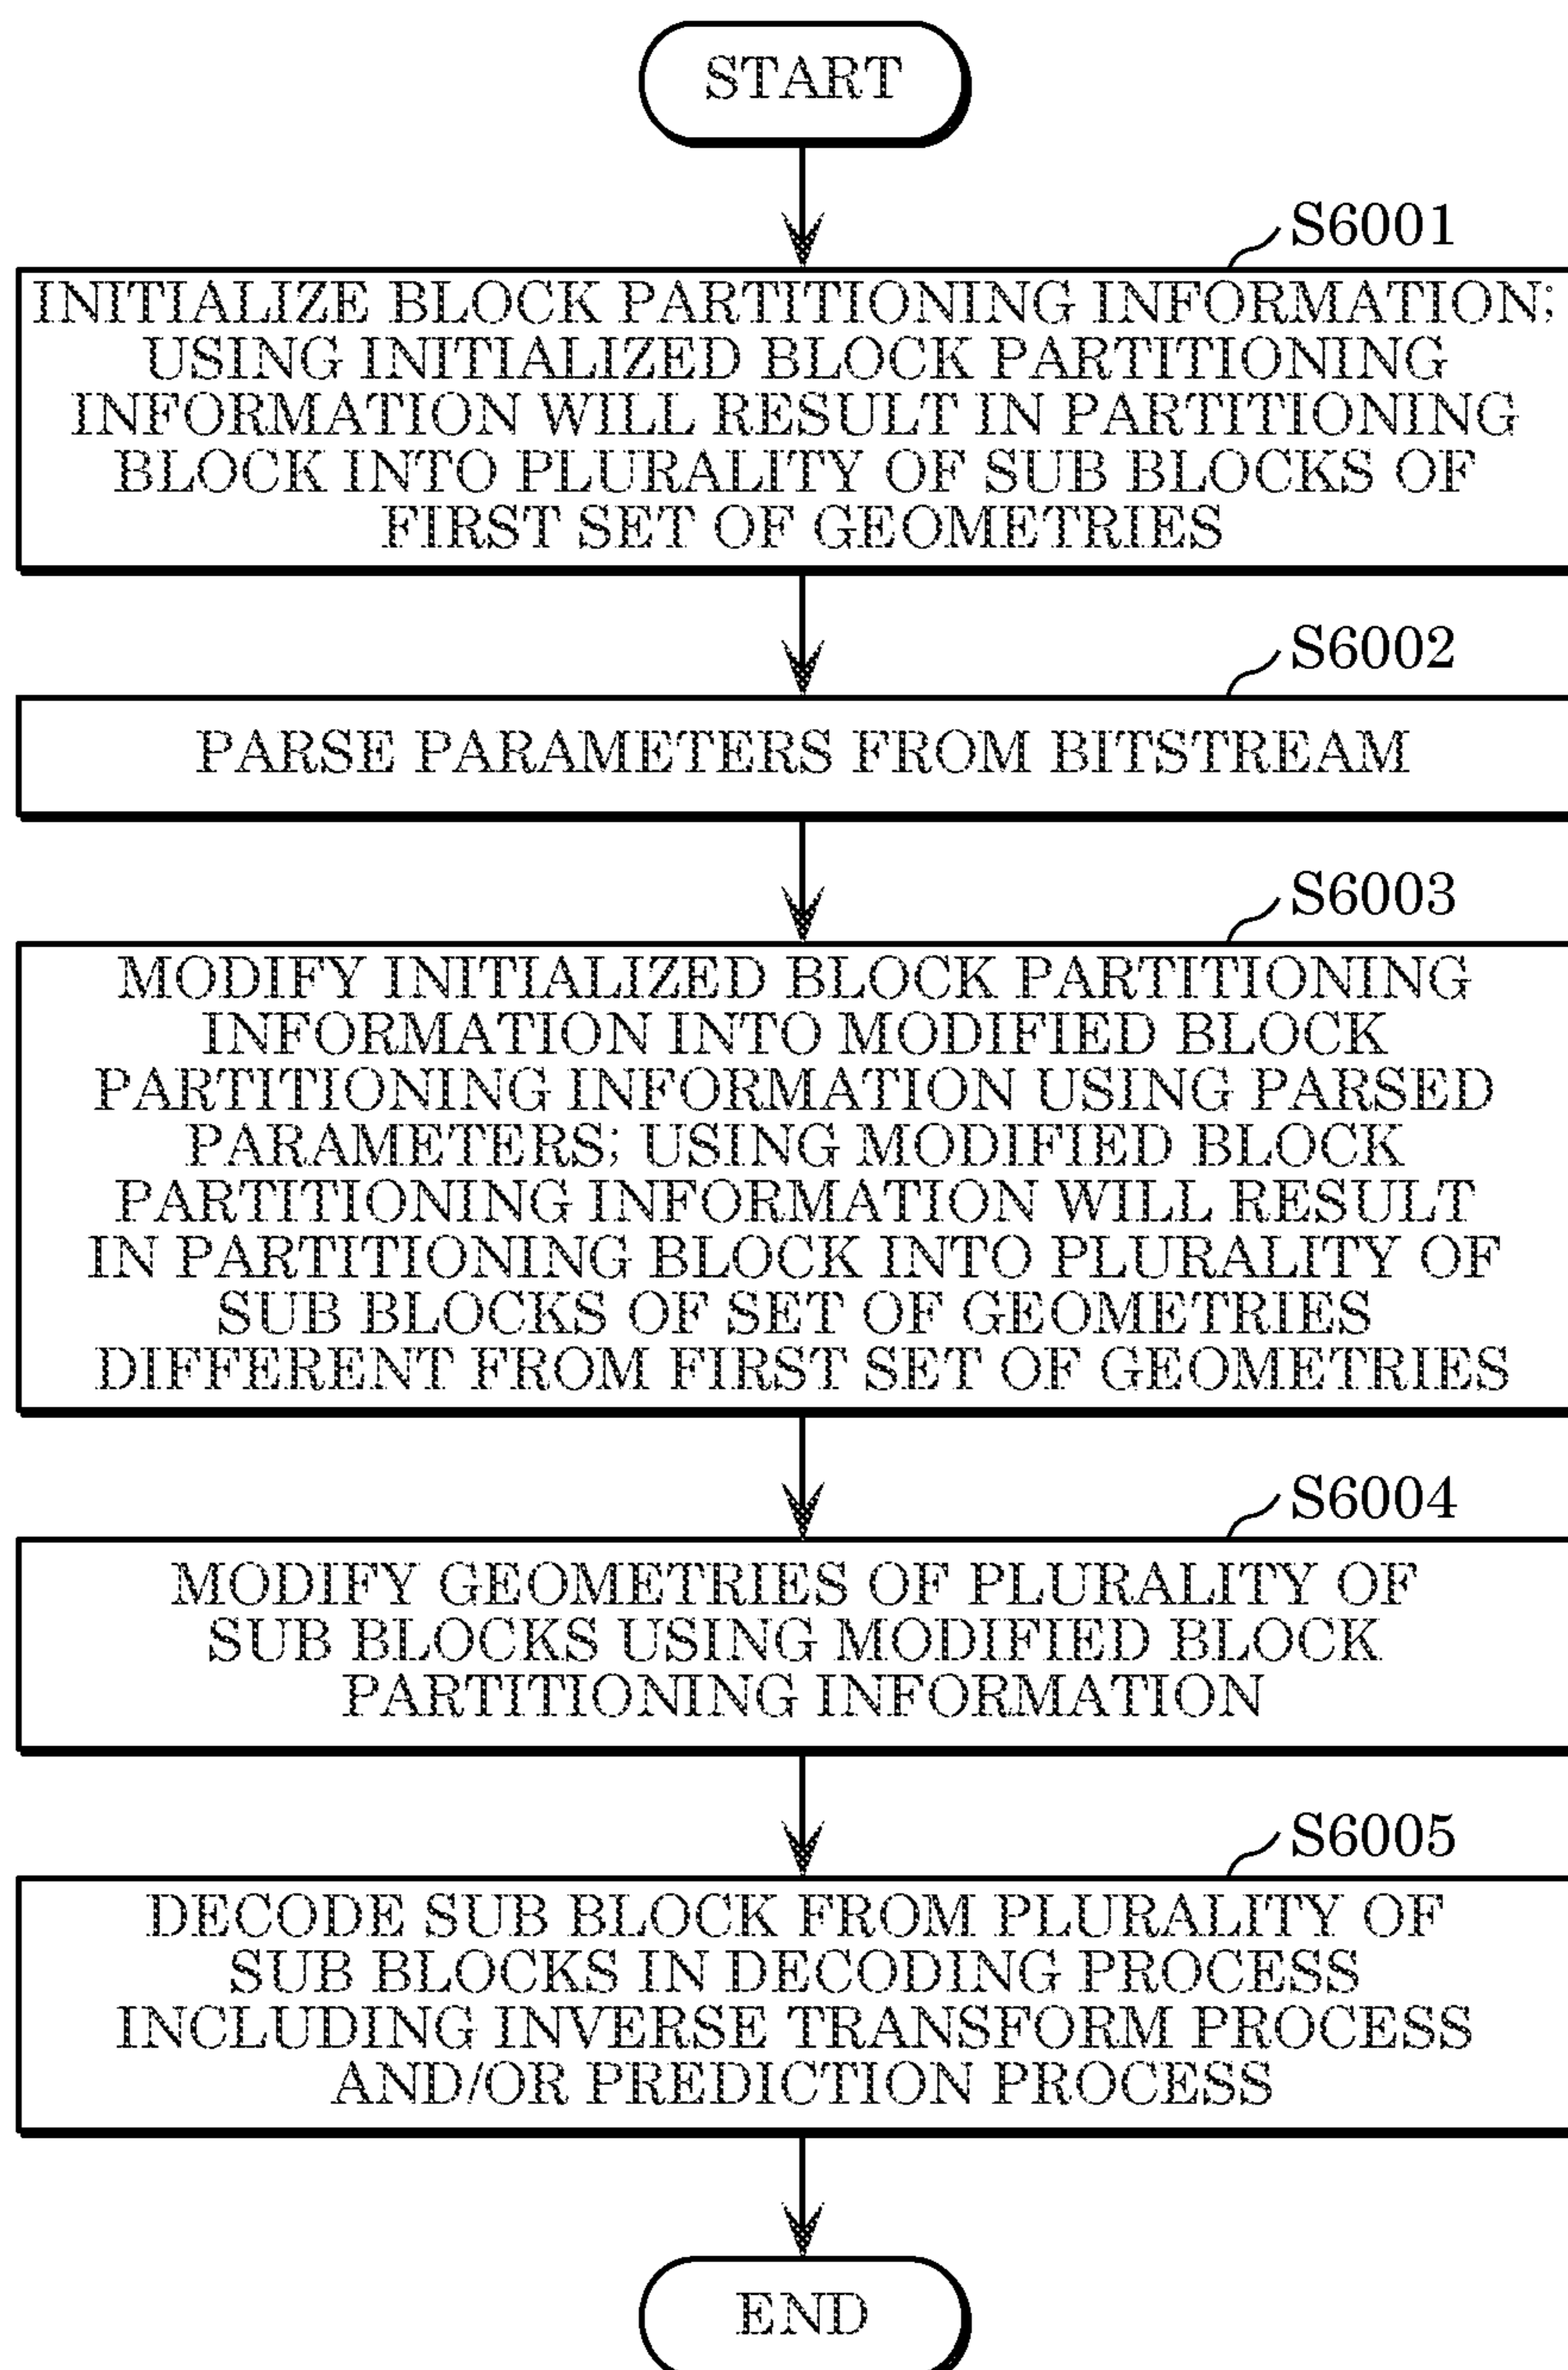 START
S6001
INITIALIZE BLOCK PARTITIONING INFORMATION;
USING INITIALIZED BLOCK PARTITIONING
INFORMATION WILL RESULT IN PARTITIONING
BLOCK INTO PLURALITY OF SUB BLOCKS OF
FIRST SET OF GEOMETRIES
S6002
PARSE PARAMETERS FROM BITSTREAM
S6003
MODIFY INITIALIZED BLOCK PARTITIONING
INFORMATION INTO MODIFIED BLOCK
PARTITIONING INFORMATION USING PARSED
PARAMETERS; USING MODIFIED BLOCK
PARTITIONING INFORMATION WILL RESULT
IN PARTITIONING BLOCK INTO PLURALITY OF
SUB BLOCKS OF SET OF GEOMETRIES
DIFFERENT FROM FIRST SET OF GEOMETRIES
S6004
MODIFY GEOMETRIES OF PLURALITY OF
SUB BLOCKS USING MODIFIED BLOCK
PARTITIONING INFORMATION
S6005
DECODE SUB BLOCK FROM PLURALITY OF
SUB BLOCKS IN DECODING PROCESS
INCLUDING INVERSE TRANSFORM PROCESS
AND/OR PREDICTION PROCESS
END